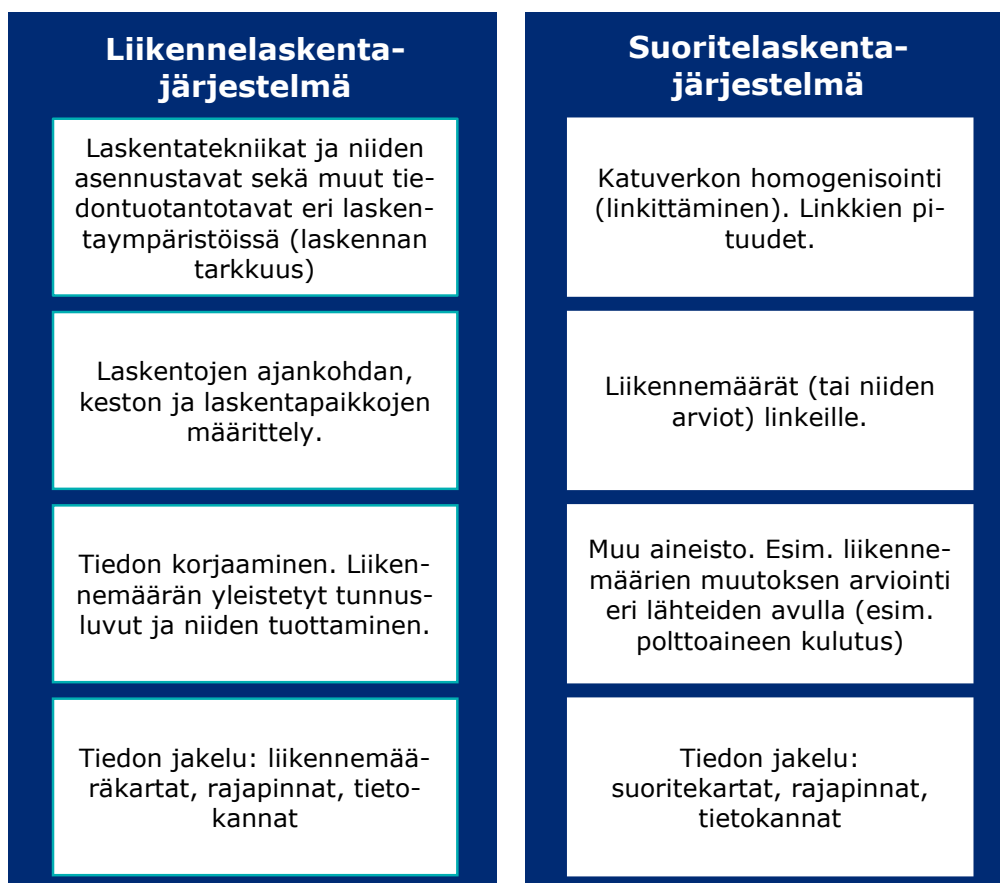 Liikennelaskenta-
järjestelmä
Laskentatekniikat ja niiden
asennustavat sekä muut tie-
dontuotantotavat eri lasken-
taympäristöissä (laskennan
tarkkuus)
Laskentojen ajankohdan,
keston ja laskentapaikkojen
määrittely.
Tiedon korjaaminen. Liiken-
nemäärän yleistetyt tunnus-
luvut ja niiden tuottaminen.
Tiedon jakelu: liikennemää-
räkartat, rajapinnat, tieto-
kannat
Suoritelaskenta-
järjestelmä
Katuverkon homogenisointi
(linkittäminen). Linkkien pi-
tuudet.
Liikennemäärät (tai niiden
arviot) linkeille.
Muu aineisto. Esim. liikenne-
määrien muutoksen arviointi
eri lähteiden avulla (esim.
polttoaineen kulutus)
Tiedon jakelu:
suoritekartat, rajapinnat,
tietokannat